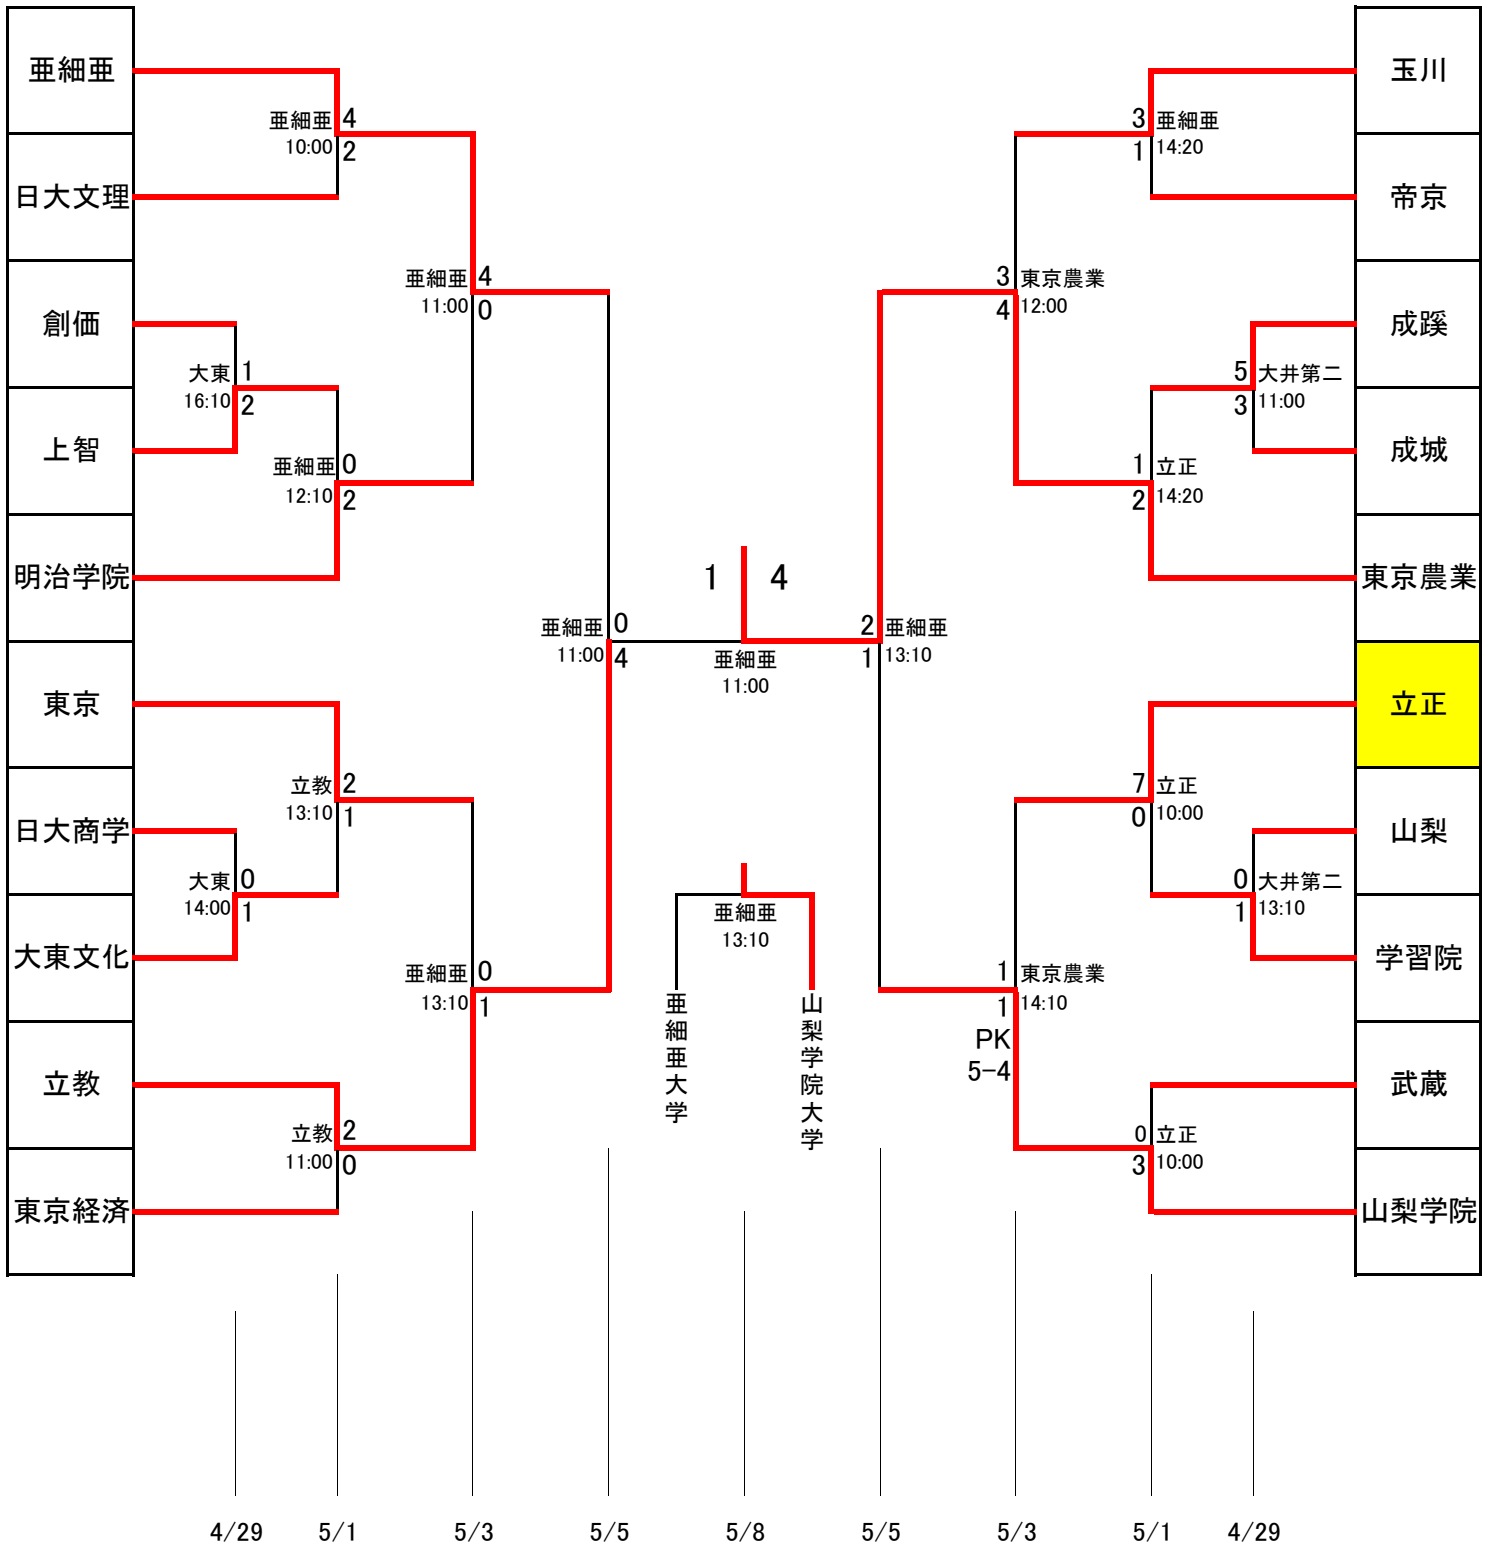 亜細亜
日大文理
創価
上智
明治学院
東京
日大商学
大東文化
立教
東京経済
亜細亜 4
10:00 2
大東 1
16:10 2
亜細亜 0
12:10 2
立教 2
13:10 1
大東 0
14:00 1
立教 2
11:00 0
亜細亜 4
11:00 0
亜細亜 0
13:10 1
亜細亜 0
11:00 4
1 4
亜細亜
11:00
亜細亜
13:10
亜細亜大学
山梨学院大学
2 亜細亜
1 13:10
3 東京農業
4 12:00
1 東京農業
1 14:10
PK
5-4
3 亜細亜
1 14:20
5 大井第二
3 11:00
1 立正
2 14:20
7 立正
0 10:00
0 大井第二
1 13:10
0 立正
3 10:00
玉川
帝京
成蹊
成城
東京農業
立正
山梨
学習院
武蔵
山梨学院
4/29 5/1 5/3 5/5 5/8 5/5 5/3 5/1 4/29